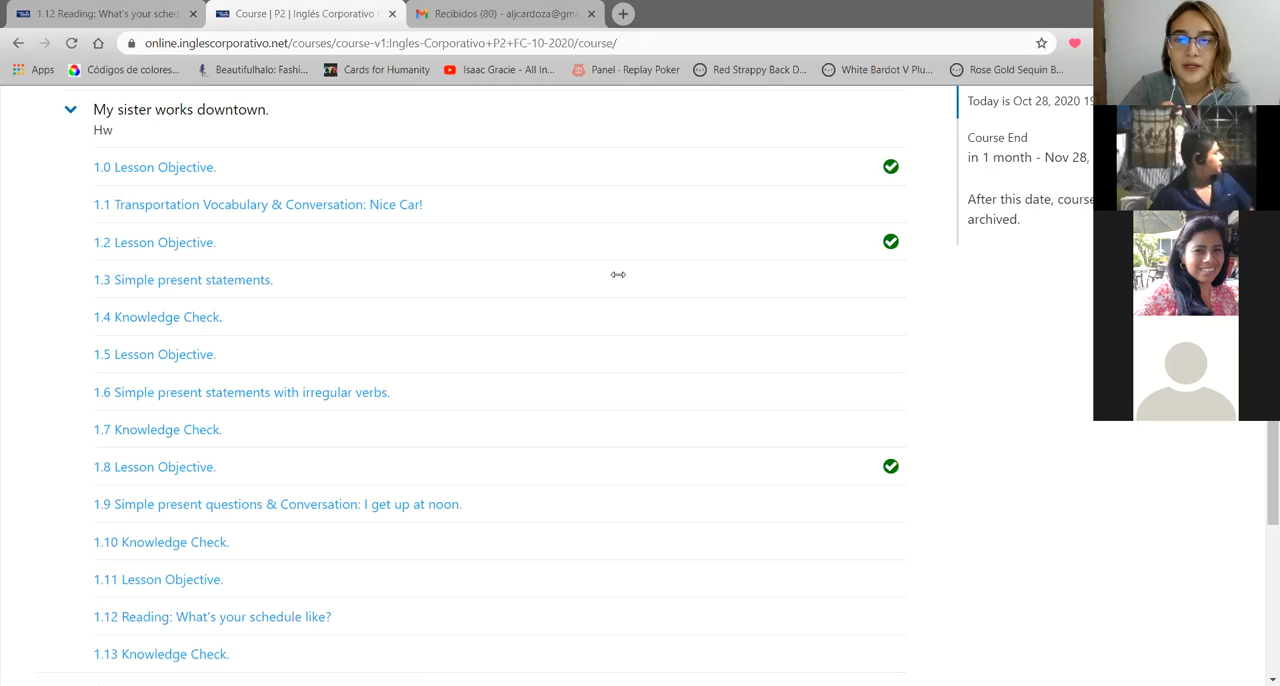 1.12 Reading: What's your sched
Course | P2 | Inglés Corporativo
Recibidos (80) - aljcardoza@gma
online.inglescorporativo.net/courses/course-v1:Ingles-Corporativo+P2+FC-10-2020/course/
Apps
Códigos de colores...
Beautifulhalo: Fashi...
Cards for Humanity
Isaac Gracie - All In...
Panel · Replay Poker
Red Strappy Back D...
White Bardot V Plu...
Rose Gold Sequin B...
My sister works downtown.
Hw
1.0 Lesson Objective.
1.1 Transportation Vocabulary & Conversation: Nice Car!
1.2 Lesson Objective.
1.3 Simple present statements.
1.4 Knowledge Check.
1.5 Lesson Objective.
1.6 Simple present statements with irregular verbs.
1.7 Knowledge Check.
1.8 Lesson Objective.
1.9 Simple present questions & Conversation: I get up at noon.
1.10 Knowledge Check.
1.11 Lesson Objective.
1.12 Reading: What's your schedule like?
1.13 Knowledge Check.
Today is Oct 28, 2020 19
Course End
in 1 month - Nov 28,
After this date, course
archived.